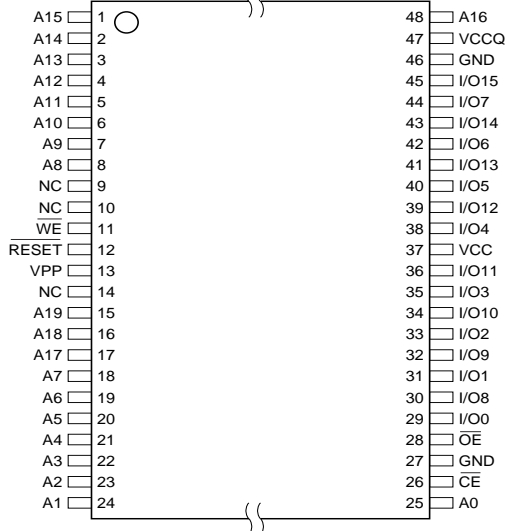 A15 1 48 A16
A14 2 47 VCCQ
A13 3 46 GND
A12 4 45 I/O15
A11 5 44 I/O7
A10 6 43 I/O14
A9 7 42 I/O6
A8 8 41 I/O13
NC 9 40 I/O5
NC 10 39 I/O12
WE 11 38 I/O4
RESET 12 37 VCC
VPP 13 36 I/O11
NC 14 35 I/O3
A19 15 34 I/O10
A18 16 33 I/O2
A17 17 32 I/O9
A7 18 31 I/O1
A6 19 30 I/O8
A5 20 29 I/O0
A4 21 28 OE
A3 22 27 GND
A2 23 26 CE
A1 24 25 A0